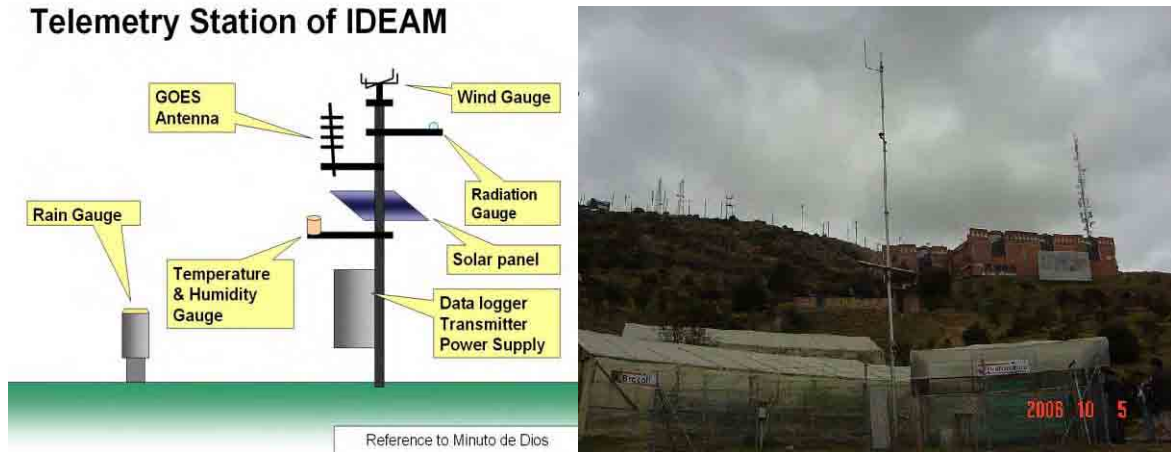 Telemetry Station of IDEAM
GOES
Antenna
Wind Gauge
Rain Gauge
Radiation
Gauge
Temperature
& Humidity
Gauge
Solar panel
Data logger
Transmitter
Power Supply
Reference to Minuto de Dios
Brezal
2006 10 5